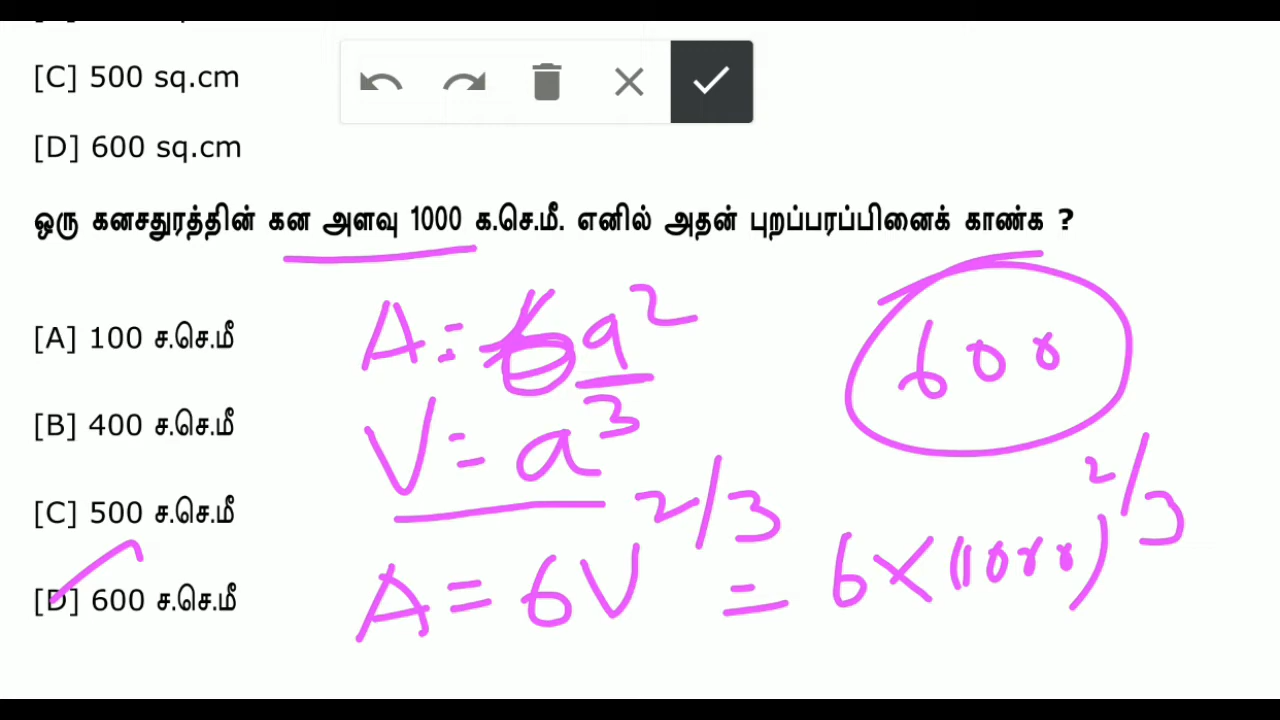 [C] 500 sq.cm
[D] 600 sq.cm
ஒரு கனசதுரத்தின் கன அளவு 1000 க.செ.மீ. எனில் அதன் புறப்பரப்பினைக் காண்க ?
[A] 100 ச.செ.மீ
A = 6a²
600
[B] 400 ச.செ.மீ
V = a³
[C] 500 ச.செ.மீ
[D] 600 ச.செ.மீ
A = 6V^2/3 = 6×(1000)^2/3